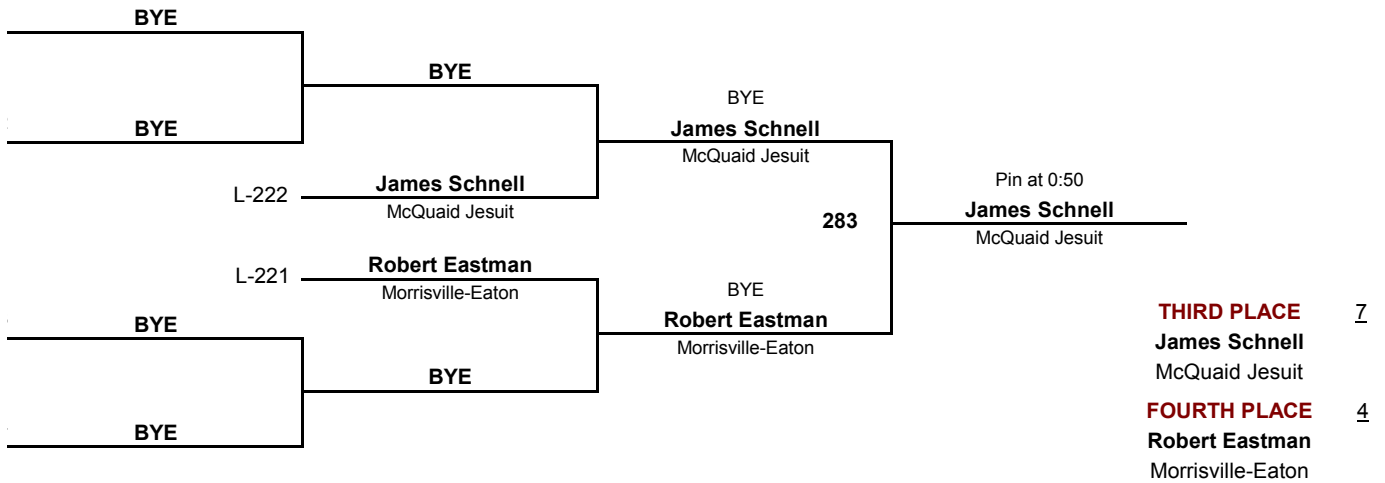 BYE
BYE
BYE
BYE
James Schnell
McQuaid Jesuit
L-222
James Schnell
McQuaid Jesuit
Pin at 0:50
James Schnell
McQuaid Jesuit
283
L-221
Robert Eastman
Morrisville-Eaton
BYE
Robert Eastman
Morrisville-Eaton
BYE
BYE
BYE
THIRD PLACE 7
James Schnell
McQuaid Jesuit
FOURTH PLACE 4
Robert Eastman
Morrisville-Eaton